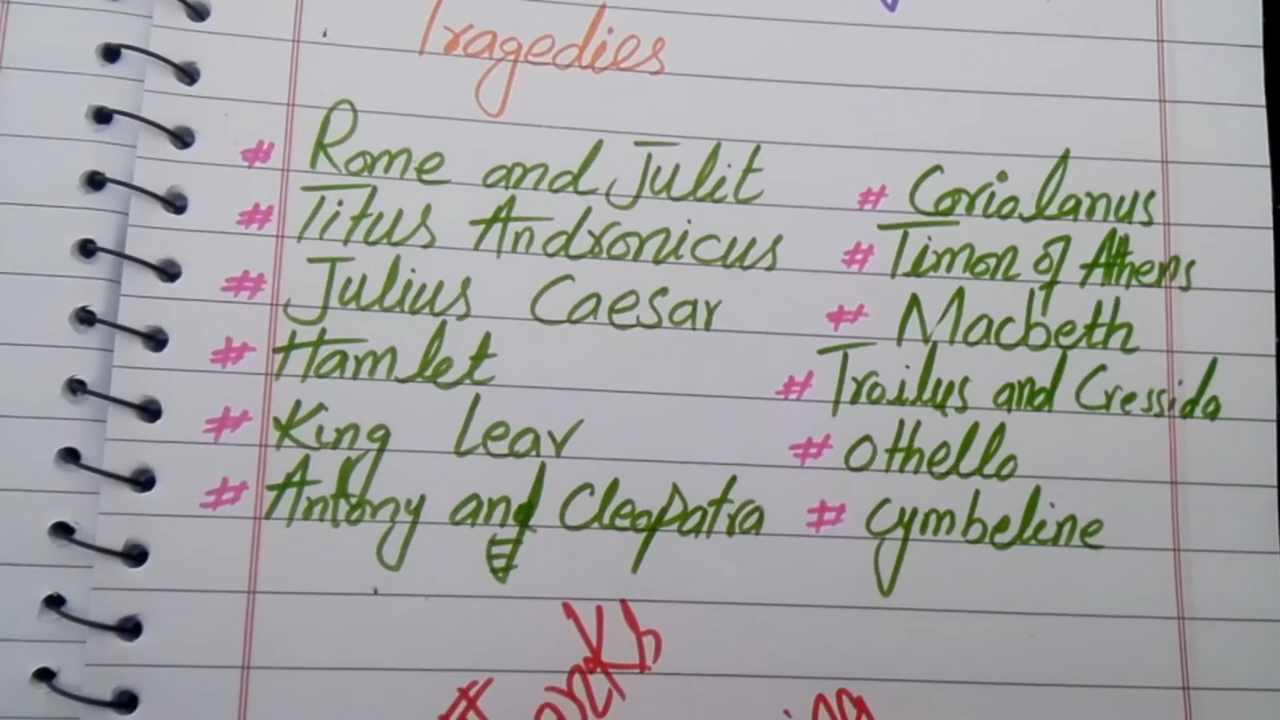 Tragedies
# Rome and Julit
# Titus Andronicus
# Julius Caesar
# Hamlet
# King Lear
# Antony and Cleopatra
# Coriolanus
# Timon of Athens
# Macbeth
# Troilus and Cressida
# Othello
# Cymbeline